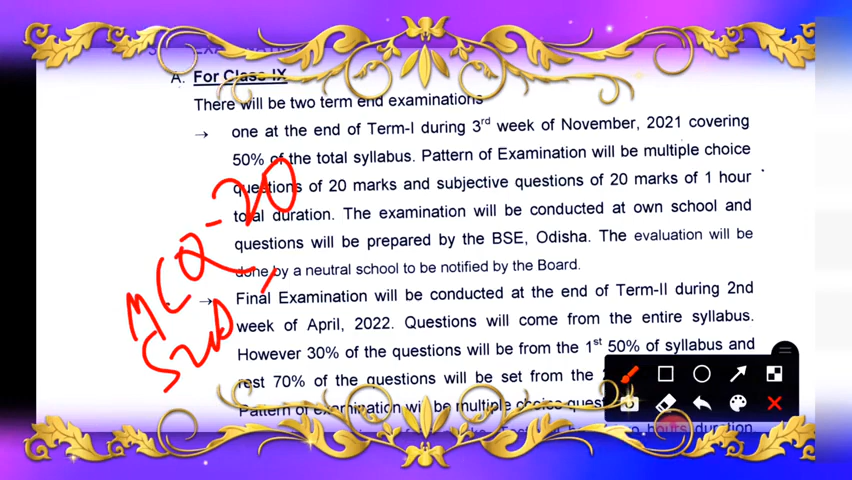 A. For Class IX
There will be two term end examinations
→ one at the end of Term-I during 3rd week of November, 2021 covering
50% of the total syllabus. Pattern of Examination will be multiple choice
questions of 20 marks and subjective questions of 20 marks of 1 hour
total duration. The examination will be conducted at own school and
questions will be prepared by the BSE, Odisha. The evaluation will be
done by a neutral school to be notified by the Board.
→ Final Examination will be conducted at the end of Term-II during 2nd
week of April, 2022. Questions will come from the entire syllabus.
However 30% of the questions will be from the 1st 50% of syllabus and
rest 70% of the questions will be set from the
Pattern of examination will be multiple choice
hours duration
MCQ - 20